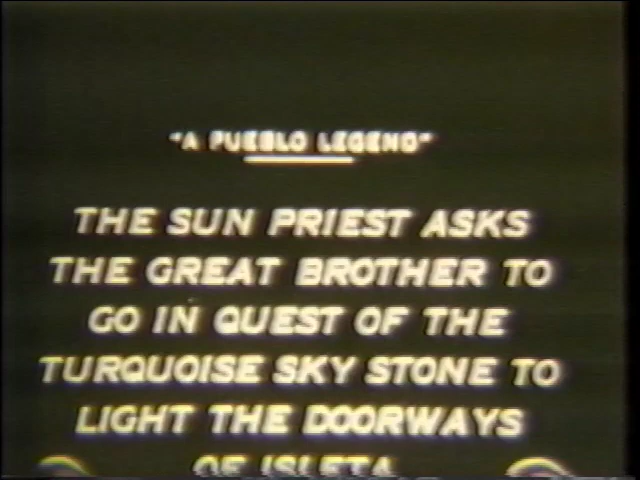 "A PUEBLO LEGEND"
THE SUN PRIEST ASKS
THE GREAT BROTHER TO
GO IN QUEST OF THE
TURQUOISE SKY STONE TO
LIGHT THE DOORWAYS
OF ISLETA